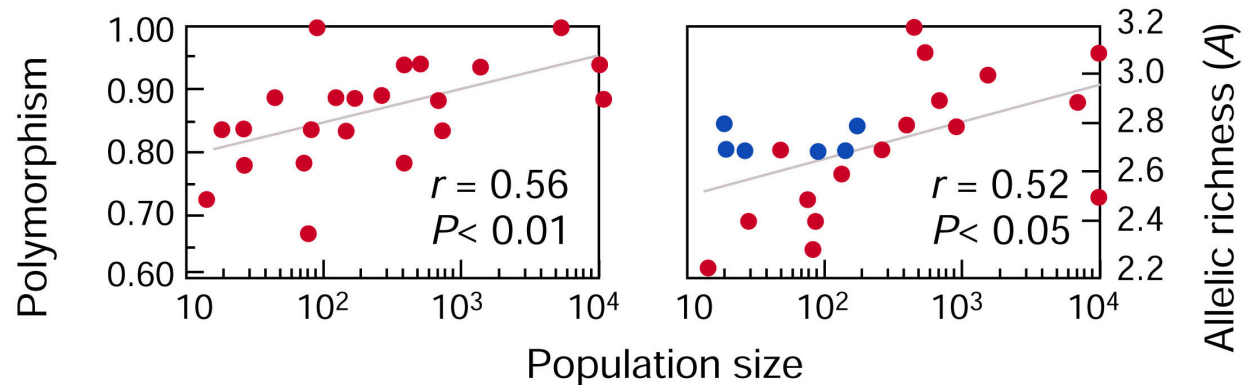 Polymorphism
1.00
0.90
0.80
0.70
0.60
10 10² 10³ 10⁴
r = 0.56
P< 0.01
r = 0.52
P< 0.05
10 10² 10³ 10⁴
3.2
3.0
2.8
2.6
2.4
2.2
Allelic richness (A)
Population size